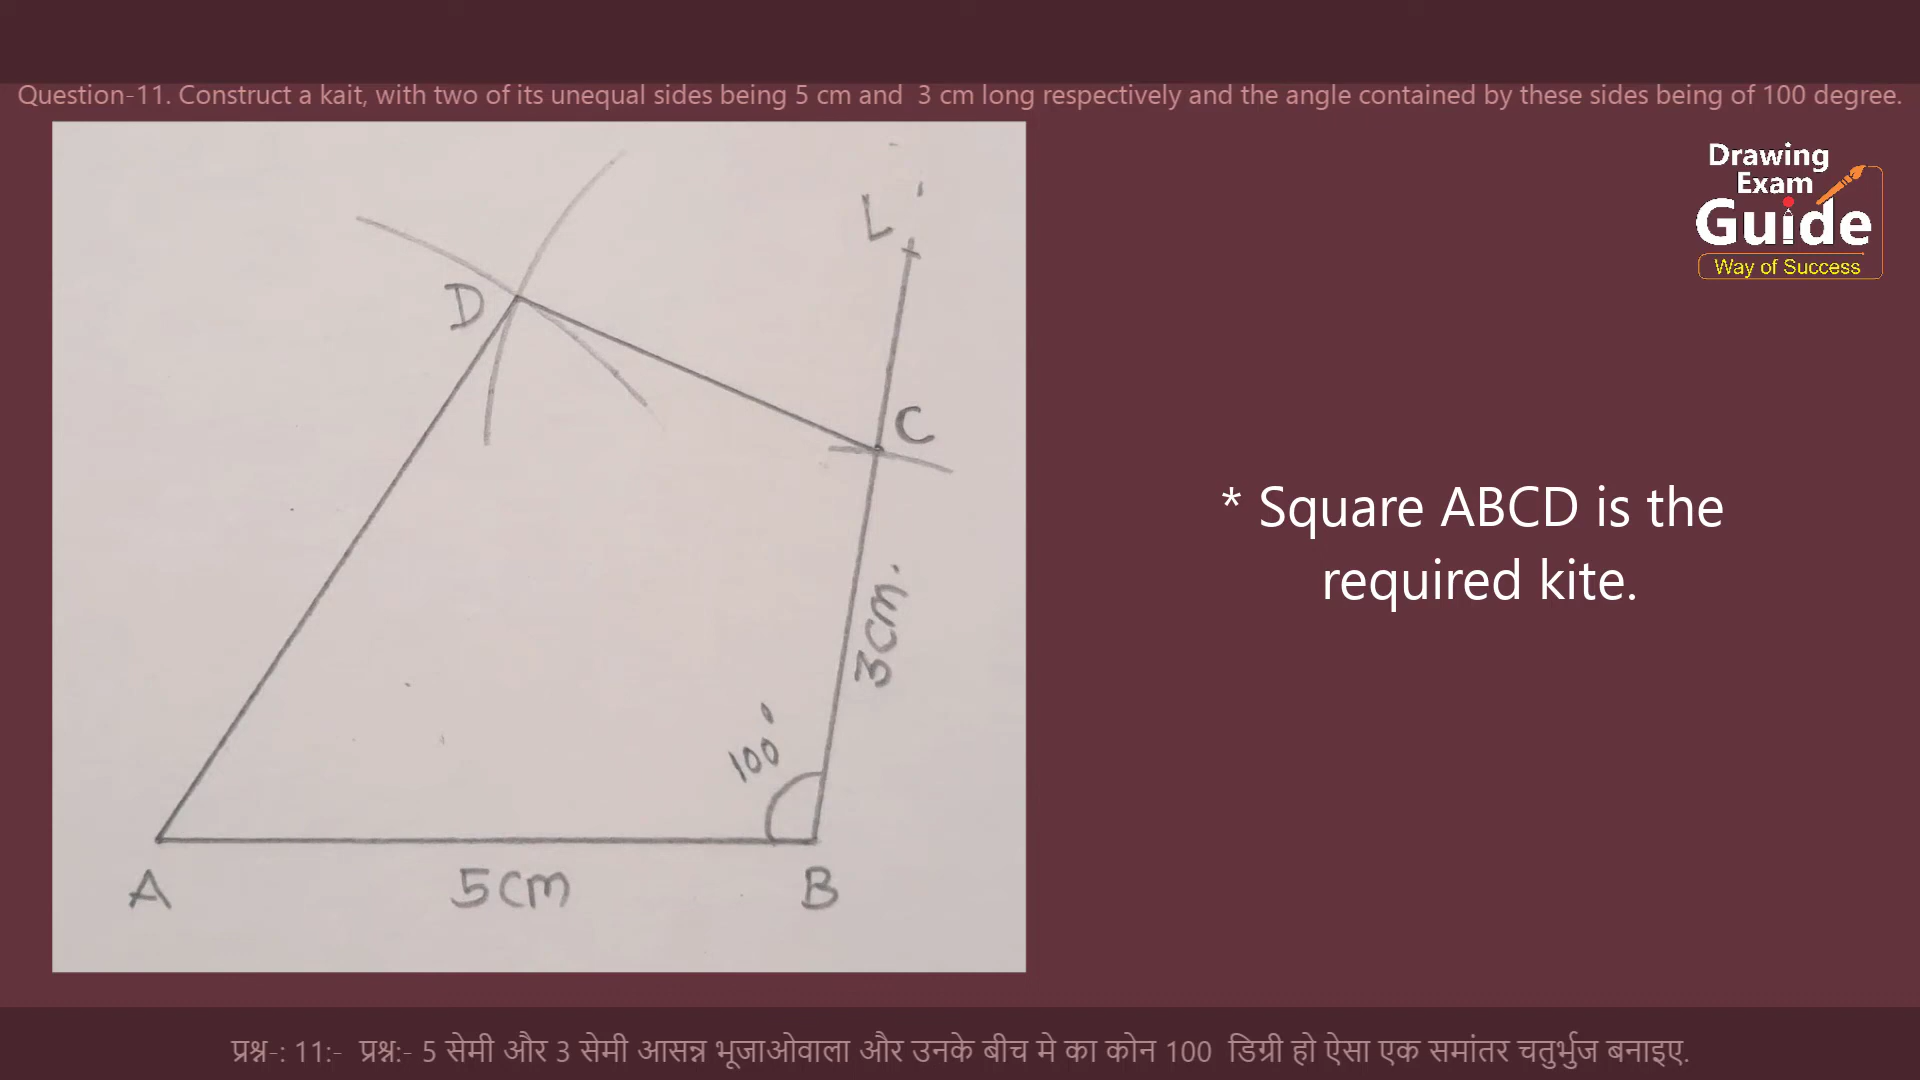 Question-11. Construct a kait, with two of its unequal sides being 5 cm and  3 cm long respectively and the angle contained by these sides being of 100 degree.
Drawing
Exam
Guide
Way of Success
L
D
C
3cm.
100°
A
5cm
B
* Square ABCD is the
required kite.
प्रश्न-: 11:-  प्रश्न:- 5 सेमी और 3 सेमी आसन्न भूजाओवाला और उनके बीच मे का कोन 100  डिग्री हो ऐसा एक समांतर चतुर्भुज बनाइए.